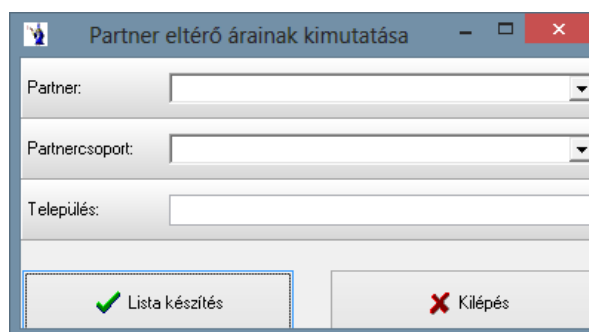 Partner eltérő árainak kimutatása
Partner:
Partnercsoport:
Település:
Lista készítés
Kilépés